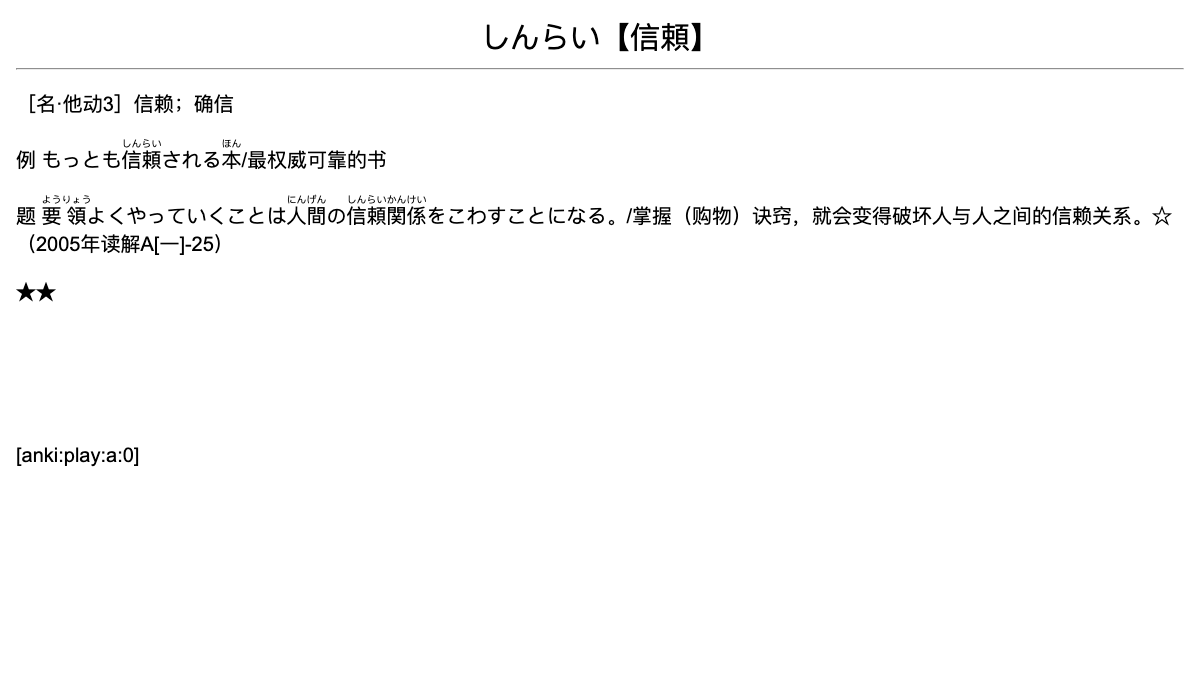 しんらい【信頼】
［名·他动3］信赖；确信
しんらい ほん
例 もっとも信頼される本/最权威可靠的书
ようりょう にんげん しんらいかんけい
题 要 領よくやっていくことは人間の信頼関係をこわすことになる。/掌握（购物）诀窍，就会变得破坏人与人之间的信赖关系。☆
（2005年读解A[一]-25）
★★
[anki:play:a:0]